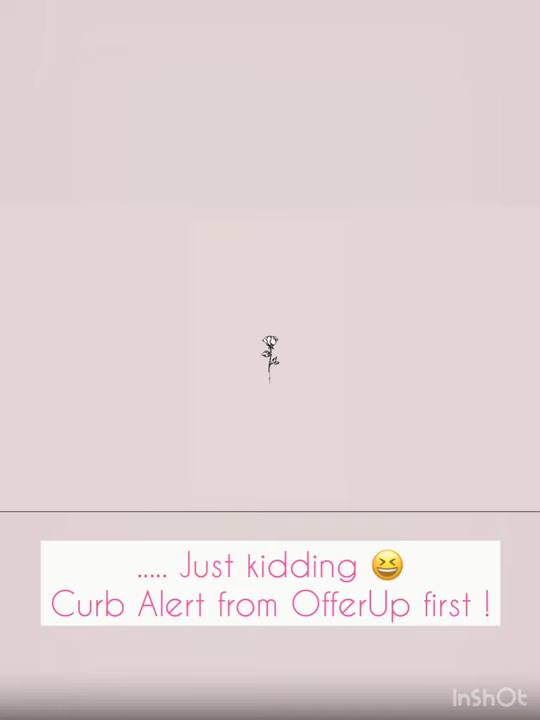 ..... Just kidding 😆
Curb Alert from OfferUp first !
InShOt